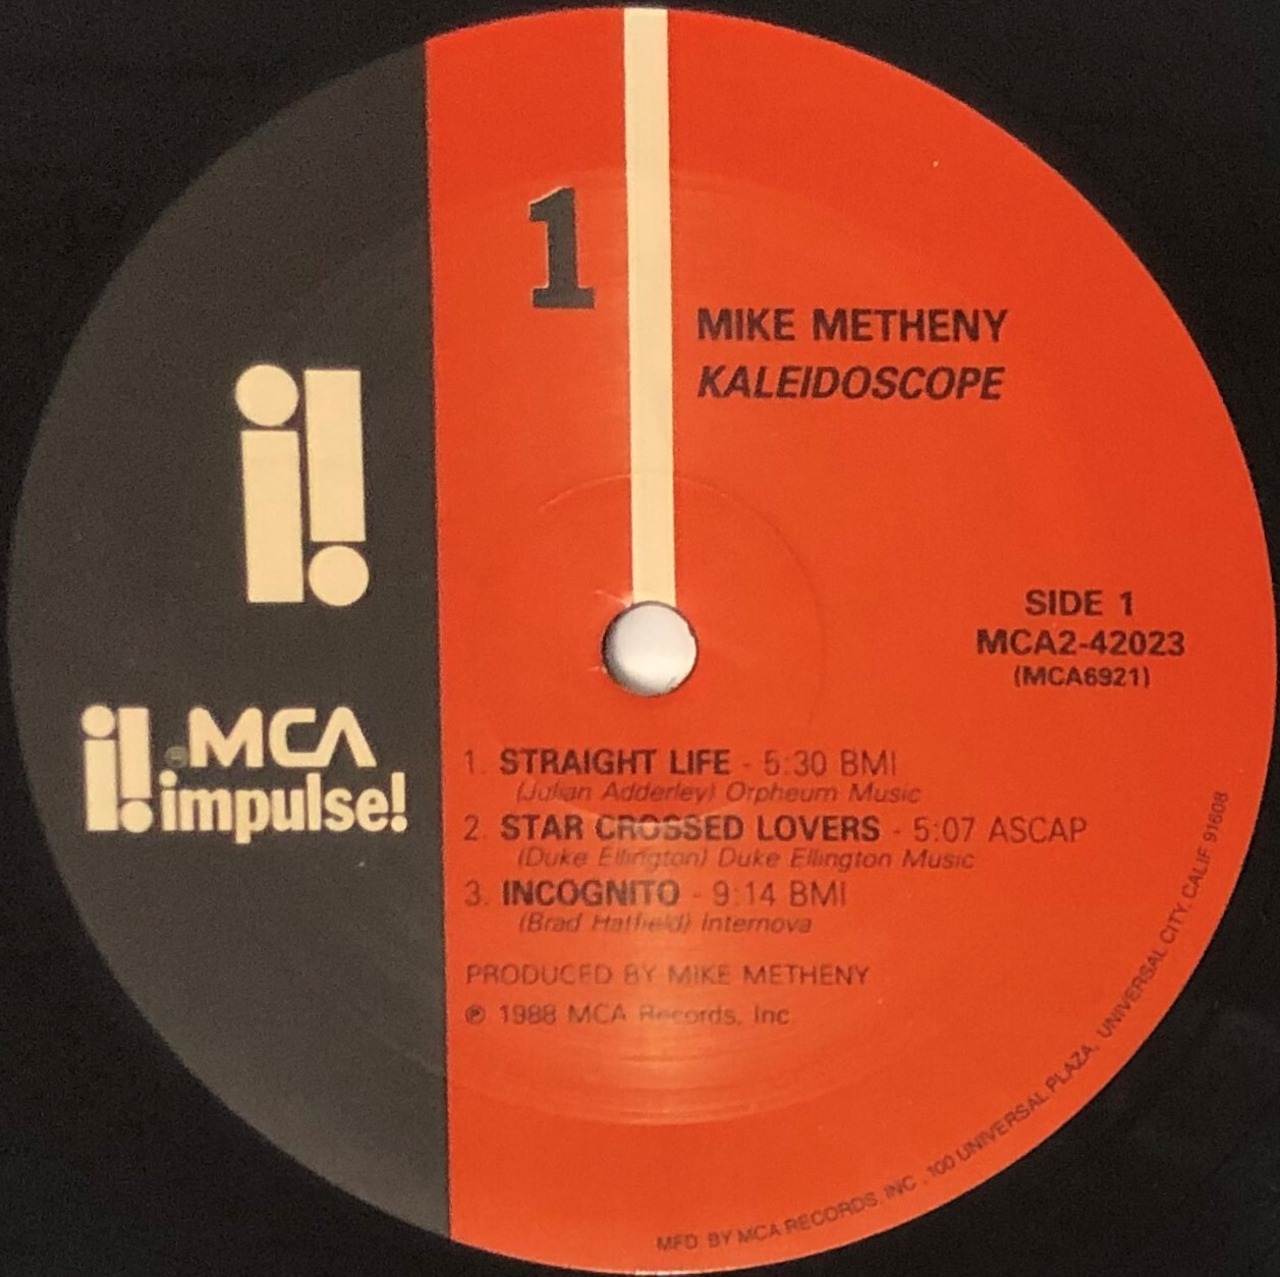 1
MIKE METHENY
KALEIDOSCOPE
i!
SIDE 1
MCA2-42023
(MCA6921)
i! MCA
impulse!
1. STRAIGHT LIFE - 5:30 BMI
(Julian Adderley) Orpheum Music
2. STAR CROSSED LOVERS - 5:07 ASCAP
(Duke Ellington) Duke Ellington Music
3. INCOGNITO - 9:14 BMI
(Brad Hatfield) Internova
PRODUCED BY MIKE METHENY
℗ 1988 MCA Records, Inc
MFD. BY MCA RECORDS, INC., 100 UNIVERSAL PLAZA, UNIVERSAL CITY, CALIF. 91608